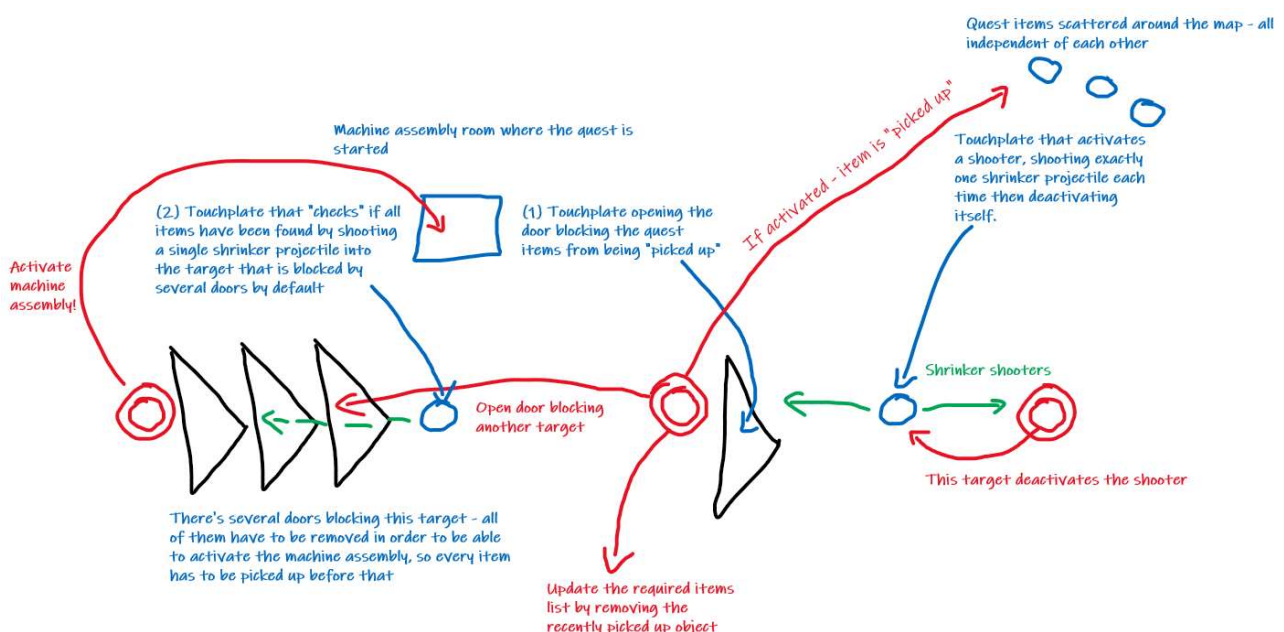 Quest items scattered around the map - all
independent of each other
Machine assembly room where the quest is
started
If activated - item is "picked up"
Touchplate that activates
a shooter, shooting exactly
one shrinker projectile each
time then deactivating
itself.
(2) Touchplate that "checks" if all
items have been found by shooting
a single shrinker projectile into
the target that is blocked by
several doors by default
(1) Touchplate opening the
door blocking the quest
items from being "picked up"
Activate
machine
assembly!
Shrinker shooters
Open door blocking
another target
This target deactivates the shooter
There's several doors blocking this target - all
of them have to be removed in order to be able
to activate the machine assembly, so every item
has to be picked up before that
Update the required items
list by removing the
recently picked up object